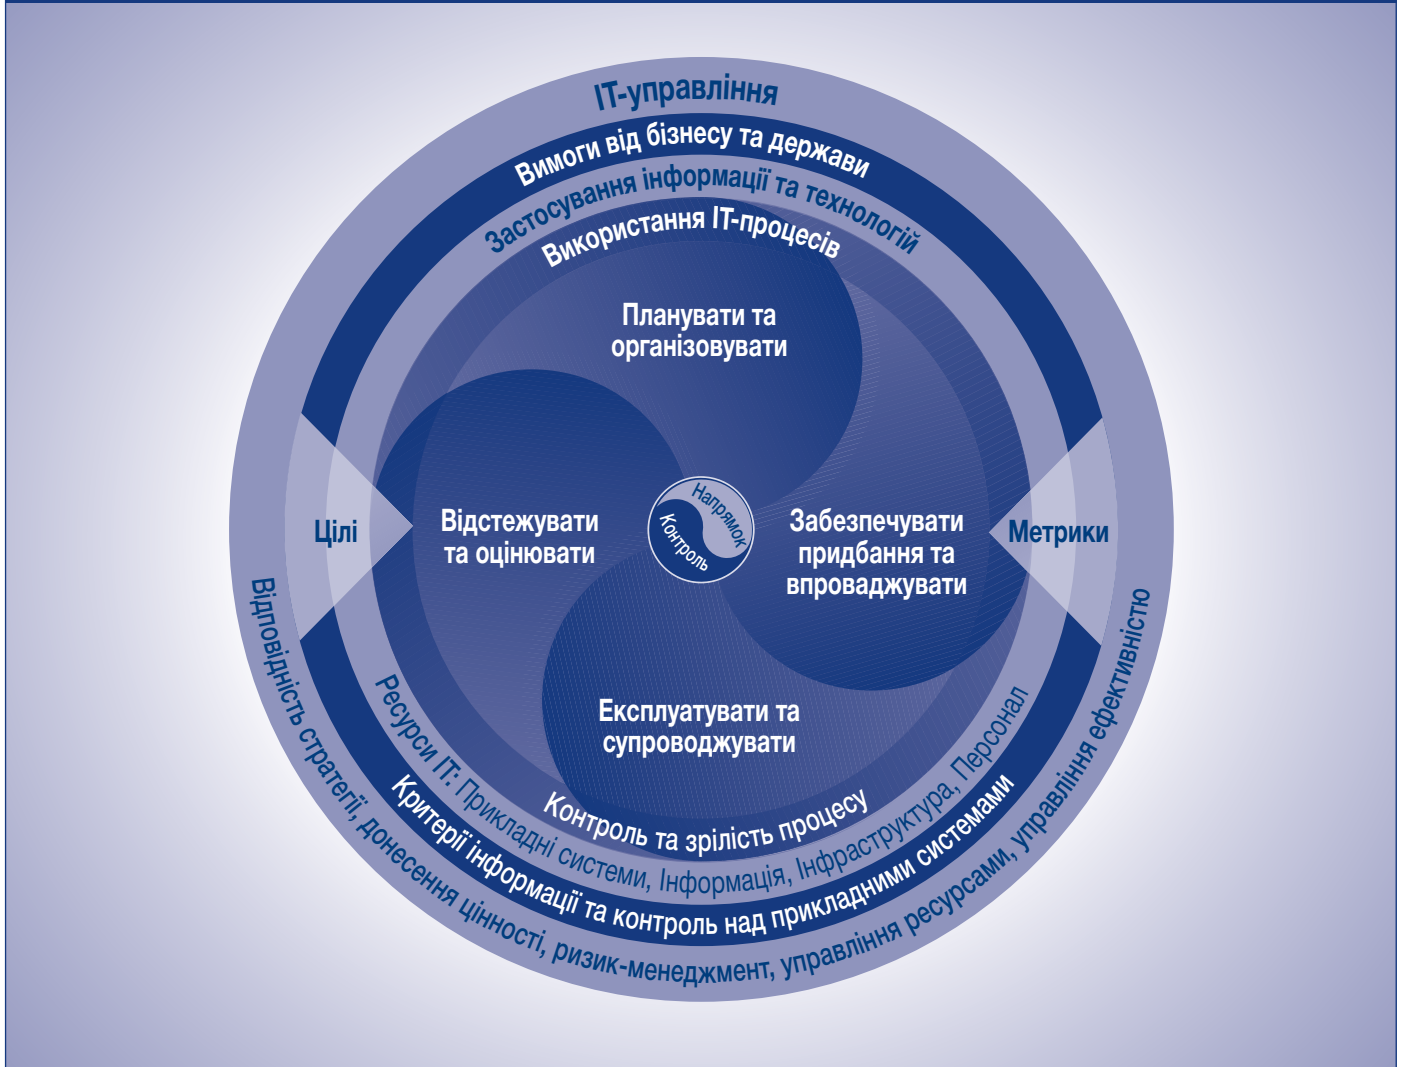 ІТ-управління
Вимоги від бізнесу та держави
Застосування інформації та технологій
Використання ІТ-процесів
Планувати та
організовувати
Цілі
Відстежувати
та оцінювати
Напрямок
Контроль
Забезпечувати
придбання та
впроваджувати
Метрики
Експлуатувати та
супроводжувати
Контроль та зрілість процесу
Ресурси ІТ: Прикладні системи, Інформація, Інфраструктура, Персонал
Критерії інформації та контроль над прикладними системами
Відповідність стратегії, донесення цінності, ризик-менеджмент, управління ресурсами, управління ефективністю